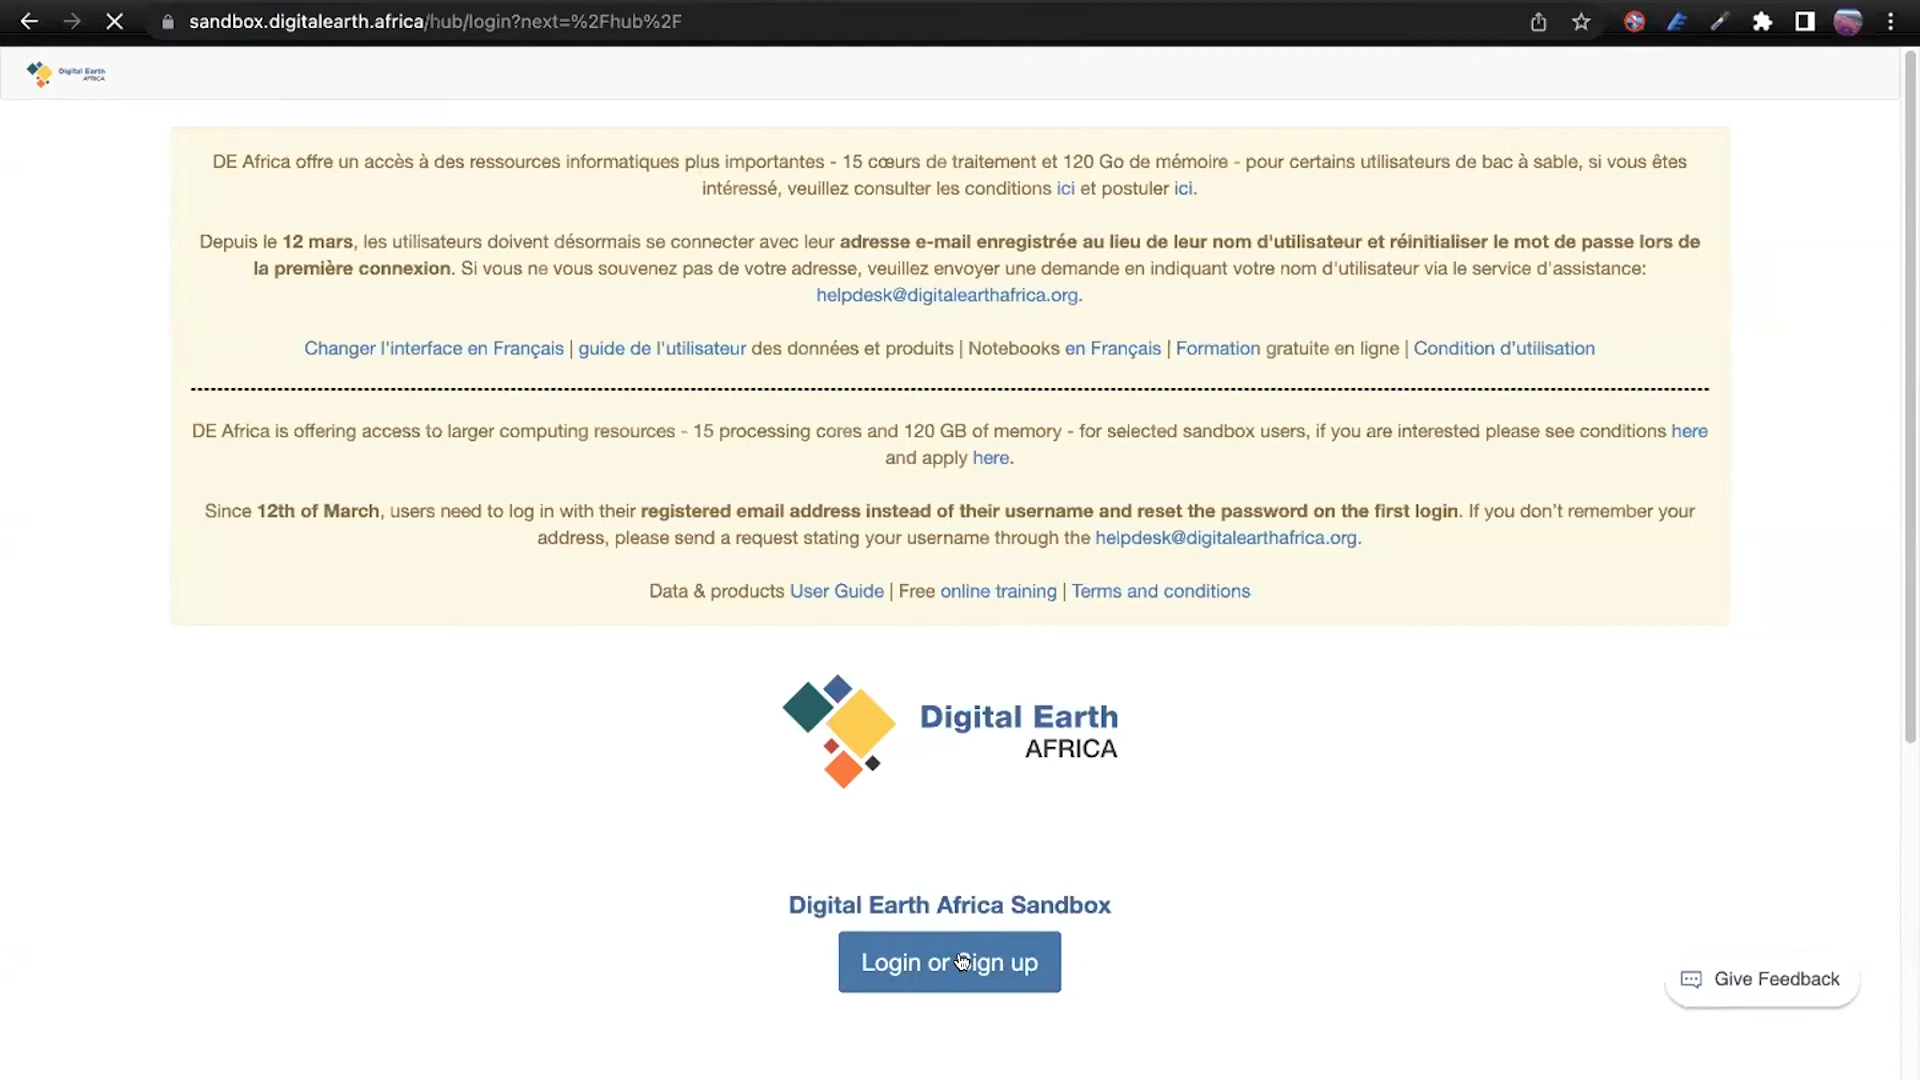 sandbox.digitalearth.africa/hub/login?next=%2Fhub%2F
Digital Earth
AFRICA
DE Africa offre un accès à des ressources informatiques plus importantes - 15 cœurs de traitement et 120 Go de mémoire - pour certains utilisateurs de bac à sable, si vous êtes
intéressé, veuillez consulter les conditions ici et postuler ici.
Depuis le 12 mars, les utilisateurs doivent désormais se connecter avec leur adresse e-mail enregistrée au lieu de leur nom d'utilisateur et réinitialiser le mot de passe lors de
la première connexion. Si vous ne vous souvenez pas de votre adresse, veuillez envoyer une demande en indiquant votre nom d'utilisateur via le service d'assistance:
helpdesk@digitalearthafrica.org.
Changer l'interface en Français | guide de l'utilisateur des données et produits | Notebooks en Français | Formation gratuite en ligne | Condition d'utilisation
DE Africa is offering access to larger computing resources - 15 processing cores and 120 GB of memory - for selected sandbox users, if you are interested please see conditions here
and apply here.
Since 12th of March, users need to log in with their registered email address instead of their username and reset the password on the first login. If you don't remember your
address, please send a request stating your username through the helpdesk@digitalearthafrica.org.
Data & products User Guide | Free online training | Terms and conditions
Digital Earth
AFRICA
Digital Earth Africa Sandbox
Login or Sign up
Give Feedback